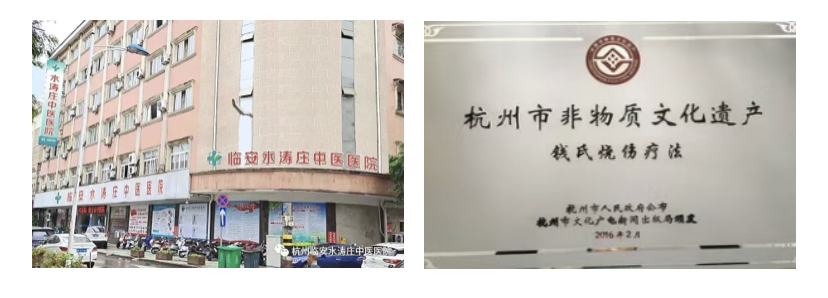 水涛庄中医医院
临安水涛庄中医医院
临安水涛庄中医医院
杭州临安水涛庄中医医院
杭州市非物质文化遗产
钱氏烧伤疗法
杭州市人民政府公布
杭州市文化广电新闻出版局颁发
2016年2月